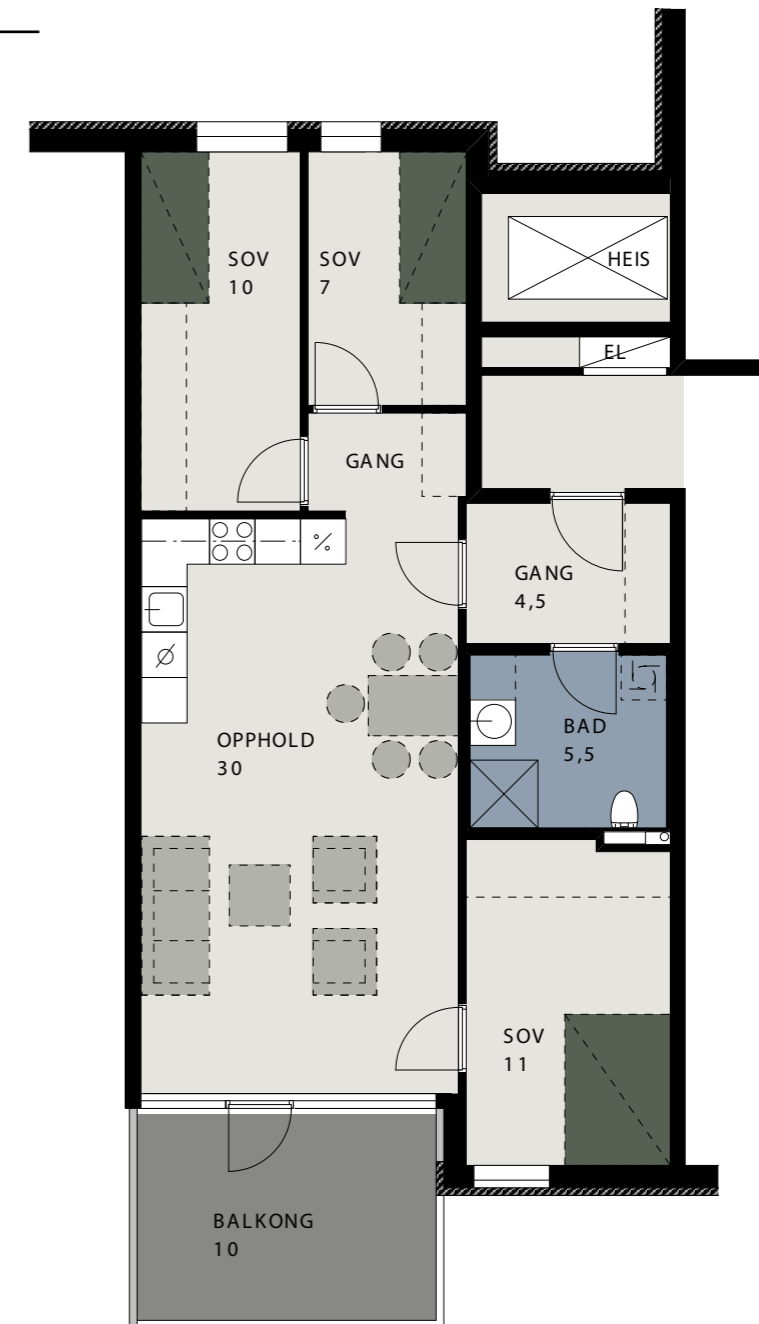 SOV
10
SOV
7
HEIS
EL
GANG
GANG
4,5
OPPHOLD
30
BAD
5,5
SOV
11
BALKONG
10